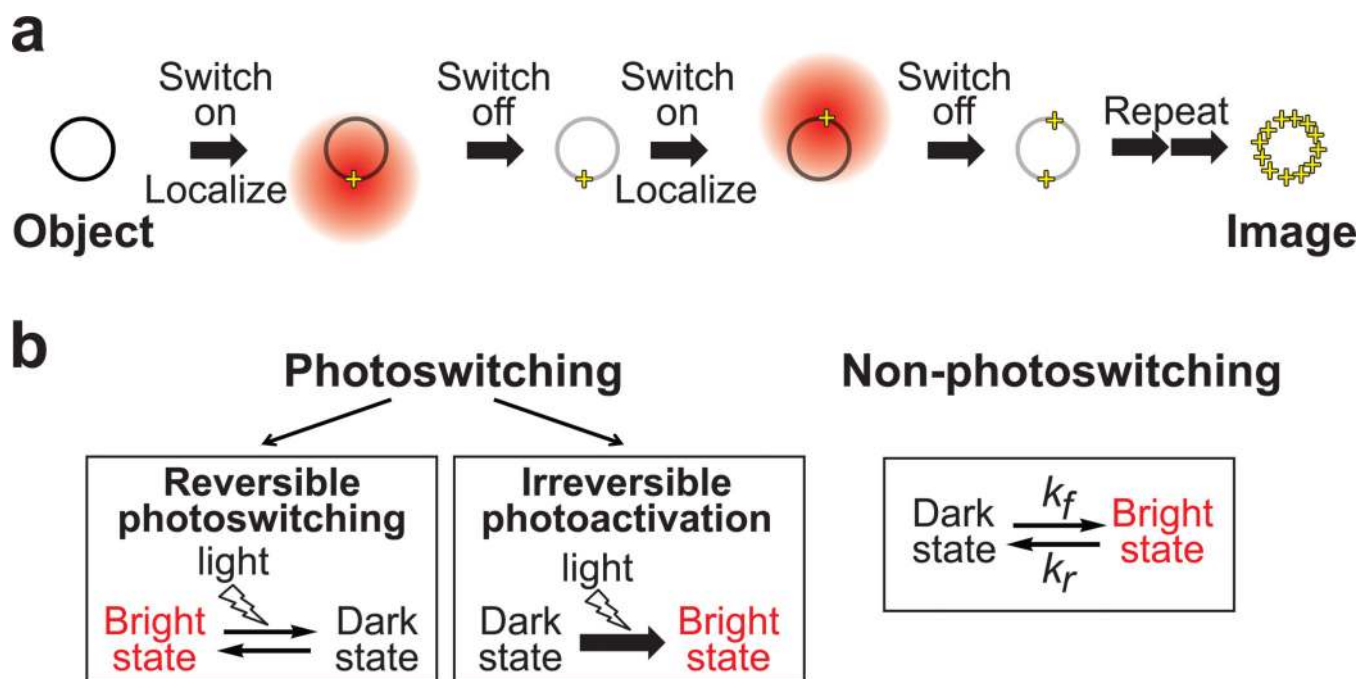 a
Switch
on
Localize
Switch
off
Switch
on
Localize
Switch
off
Repeat
Object
Image
b
Photoswitching
Non-photoswitching
Reversible
photoswitching
light
Bright
state
Dark
state
Irreversible
photoactivation
light
Dark
state
Bright
state
Dark
state
kf
kr
Bright
state